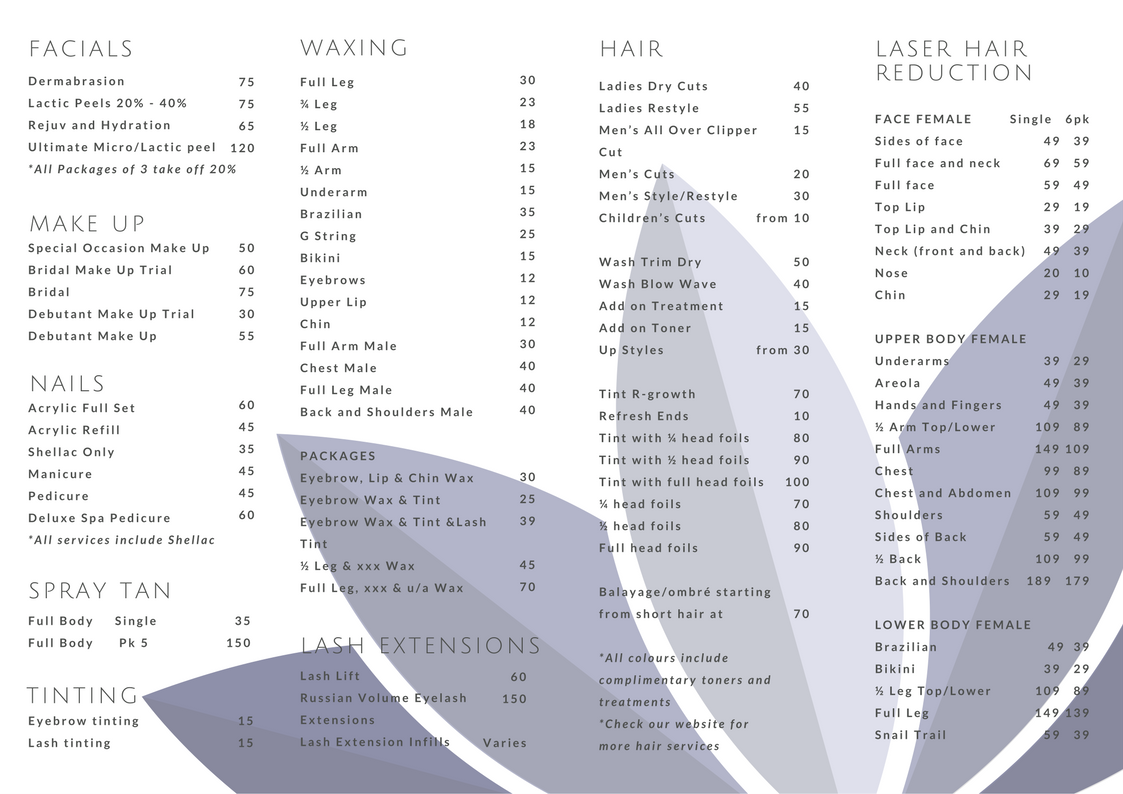 FACIALS
Dermabrasion 75
Lactic Peels 20% - 40% 75
Rejuv and Hydration 65
Ultimate Micro/Lactic peel 120
*All Packages of 3 take off 20%
MAKE UP
Special Occasion Make Up 50
Bridal Make Up Trial 60
Bridal 75
Debutant Make Up Trial 30
Debutant Make Up 55
NAILS
Acrylic Full Set 60
Acrylic Refill 45
Shellac Only 35
Manicure 45
Pedicure 45
Deluxe Spa Pedicure 60
*All services include Shellac
SPRAY TAN
Full Body Single 35
Full Body Pk 5 150
TINTING
Eyebrow tinting 15
Lash tinting 15
WAXING
Full Leg 30
¾ Leg 23
½ Leg 18
Full Arm 23
½ Arm 15
Underarm 15
Brazilian 35
G String 25
Bikini 15
Eyebrows 12
Upper Lip 12
Chin 12
Full Arm Male 30
Chest Male 40
Full Leg Male 40
Back and Shoulders Male 40
PACKAGES
Eyebrow, Lip & Chin Wax 30
Eyebrow Wax & Tint 25
Eyebrow Wax & Tint &Lash 39
Tint
½ Leg & xxx Wax 45
Full Leg, xxx & u/a Wax 70
LASH EXTENSIONS
Lash Lift 60
Russian Volume Eyelash 150
Extensions
Lash Extension Infills Varies
HAIR
Ladies Dry Cuts 40
Ladies Restyle 55
Men's All Over Clipper 15
Cut
Men's Cuts 20
Men's Style/Restyle 30
Children's Cuts from 10
Wash Trim Dry 50
Wash Blow Wave 40
Add on Treatment 15
Add on Toner 15
Up Styles from 30
Tint R-growth 70
Refresh Ends 10
Tint with ¼ head foils 80
Tint with ½ head foils 90
Tint with full head foils 100
¼ head foils 70
½ head foils 80
Full head foils 90
Balayage/ombré starting
from short hair at 70
*All colours include
complimentary toners and
treatments
*Check our website for
more hair services
LASER HAIR
REDUCTION
FACE FEMALE Single 6pk
Sides of face 49 39
Full face and neck 69 59
Full face 59 49
Top Lip 29 19
Top Lip and Chin 39 29
Neck (front and back) 49 39
Nose 20 10
Chin 29 19
UPPER BODY FEMALE
Underarms 39 29
Areola 49 39
Hands and Fingers 49 39
½ Arm Top/Lower 109 89
Full Arms 149 109
Chest 99 89
Chest and Abdomen 109 99
Shoulders 59 49
Sides of Back 59 49
½ Back 109 99
Back and Shoulders 189 179
LOWER BODY FEMALE
Brazilian 49 39
Bikini 39 29
½ Leg Top/Lower 109 89
Full Leg 149 139
Snail Trail 59 39